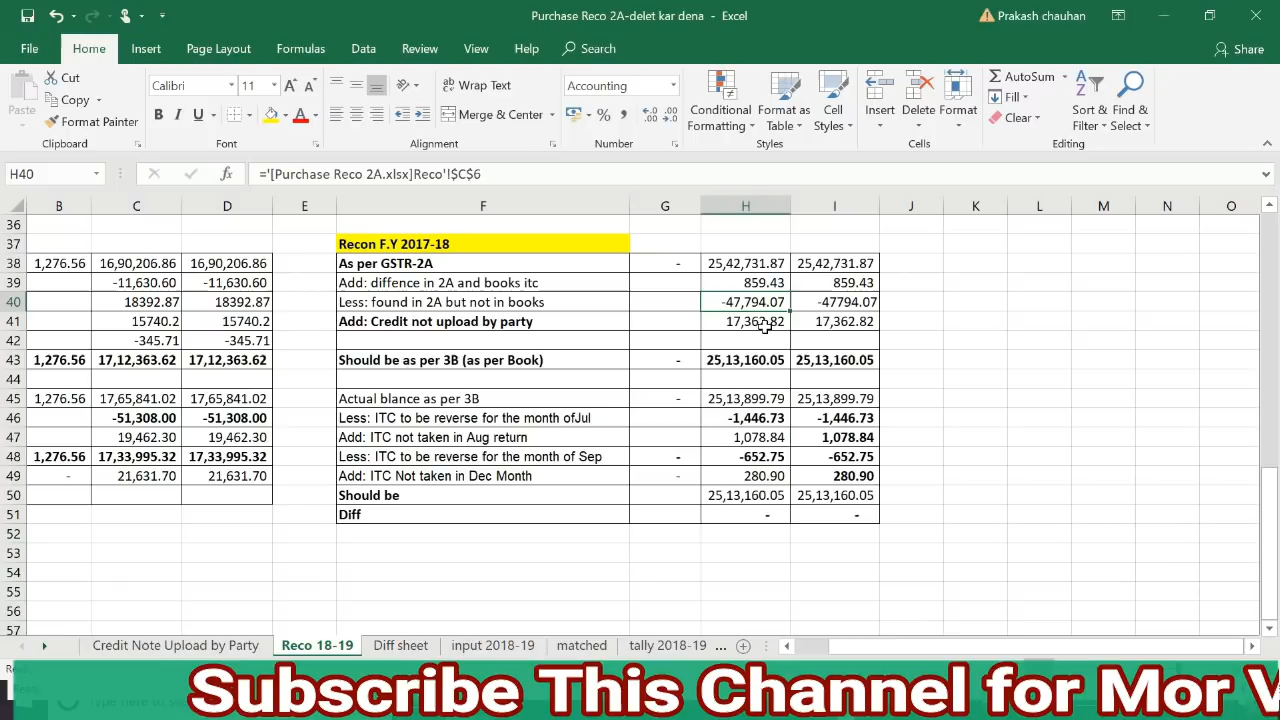 Purchase Reco 2A-delet kar dena - Excel
Prakash chauhan
File Home Insert Page Layout Formulas Data Review View Help Search Share
Paste Cut Copy Format Painter Clipboard
Calibri 11 B I U A Font
Wrap Text Merge & Center Alignment
Accounting % Number
Conditional Formatting Format as Table Cell Styles Styles
Insert Delete Format Cells
AutoSum Fill Clear Sort & Filter Find & Select Editing
H40 fx ='[Purchase Reco 2A.xlsx]Reco'!$C$6
B C D E F G H I J K L M N O
36
37 Recon F.Y 2017-18
38 1,276.56 16,90,206.86 16,90,206.86 As per GSTR-2A - 25,42,731.87 25,42,731.87
39 -11,630.60 -11,630.60 Add: diffence in 2A and books itc 859.43 859.43
40 18392.87 18392.87 Less: found in 2A but not in books -47,794.07 -47794.07
41 15740.2 15740.2 Add: Credit not upload by party 17,362.82 17,362.82
42 -345.71 -345.71
43 1,276.56 17,12,363.62 17,12,363.62 Should be as per 3B (as per Book) - 25,13,160.05 25,13,160.05
44
45 1,276.56 17,65,841.02 17,65,841.02 Actual blance as per 3B - 25,13,899.79 25,13,899.79
46 -51,308.00 -51,308.00 Less: ITC to be reverse for the month ofJul -1,446.73 -1,446.73
47 19,462.30 19,462.30 Add: ITC not taken in Aug return 1,078.84 1,078.84
48 1,276.56 17,33,995.32 17,33,995.32 Less: ITC to be reverse for the month of Sep - -652.75 -652.75
49 - 21,631.70 21,631.70 Add: ITC Not taken in Dec Month - 280.90 280.90
50 Should be 25,13,160.05 25,13,160.05
51 Diff - -
52
53
54
55
56
57
Credit Note Upload by Party Reco 18-19 Diff sheet input 2018-19 matched tally 2018-19 ...
Subscribe This Channel for Mor